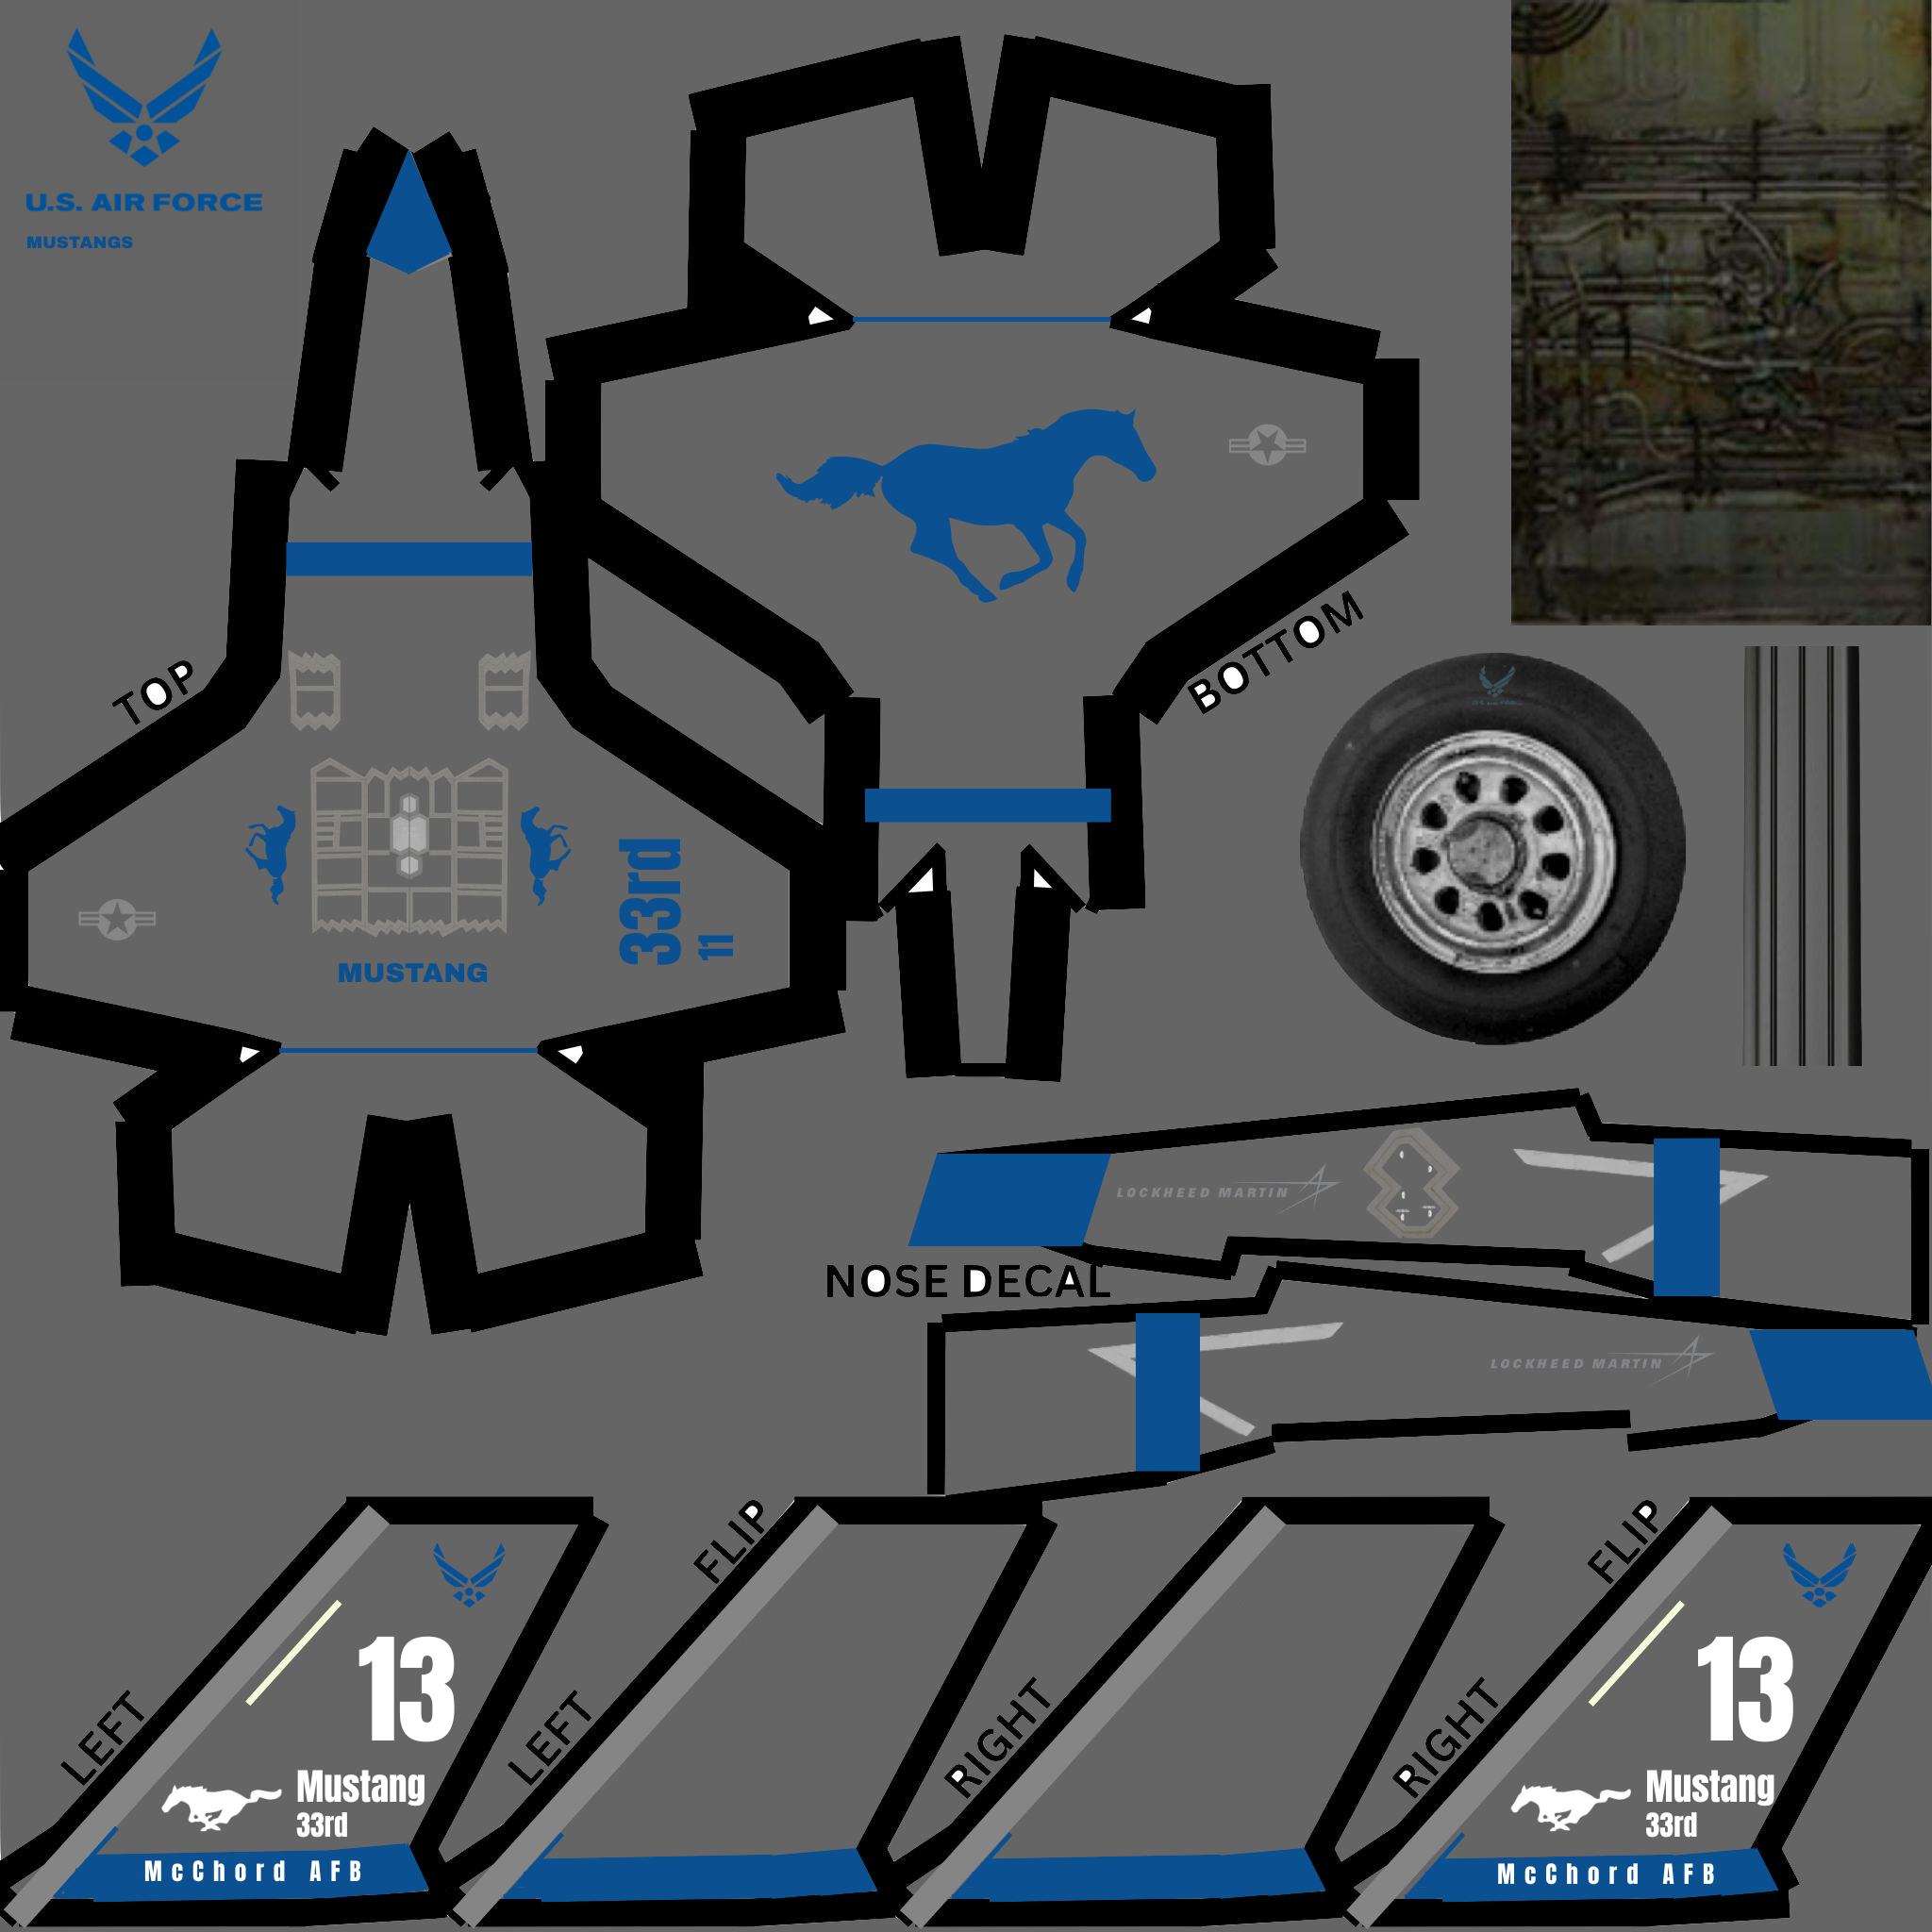 U.S. AIR FORCE
MUSTANGS
TOP
BOTTOM
33rd
11
MUSTANG
LOCKHEED MARTIN
NOSE DECAL
LOCKHEED MARTIN
LEFT
13
Mustang
33rd
McChord AFB
FLIP
LEFT
RIGHT
FLIP
RIGHT
13
Mustang
33rd
McChord AFB